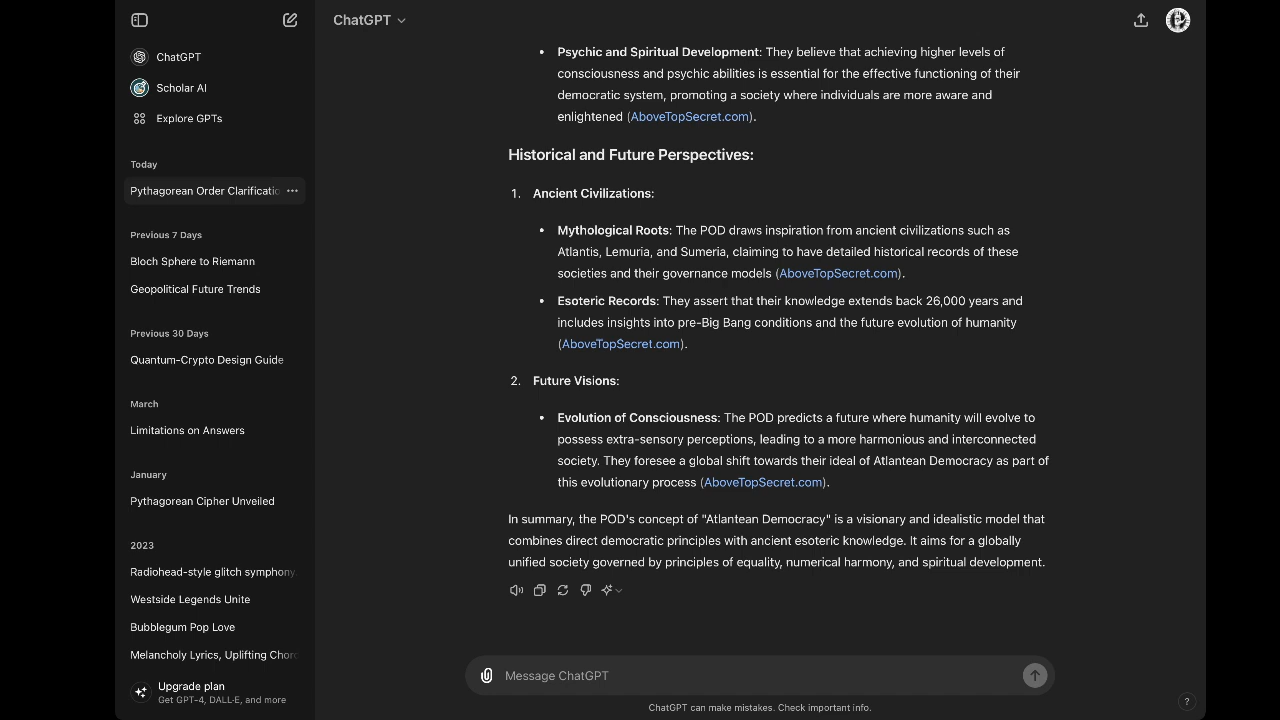 ChatGPT
Scholar AI
Explore GPTs
Today
Pythagorean Order Clarificatio
Previous 7 Days
Bloch Sphere to Riemann
Geopolitical Future Trends
Previous 30 Days
Quantum-Crypto Design Guide
March
Limitations on Answers
January
Pythagorean Cipher Unveiled
2023
Radiohead-style glitch symphony.
Westside Legends Unite
Bubblegum Pop Love
Melancholy Lyrics, Uplifting Chor
Upgrade plan
Get GPT-4, DALL·E, and more
ChatGPT
• Psychic and Spiritual Development: They believe that achieving higher levels of
consciousness and psychic abilities is essential for the effective functioning of their
democratic system, promoting a society where individuals are more aware and
enlightened (AboveTopSecret.com).
Historical and Future Perspectives:
1. Ancient Civilizations:
• Mythological Roots: The POD draws inspiration from ancient civilizations such as
Atlantis, Lemuria, and Sumeria, claiming to have detailed historical records of these
societies and their governance models (AboveTopSecret.com).
• Esoteric Records: They assert that their knowledge extends back 26,000 years and
includes insights into pre-Big Bang conditions and the future evolution of humanity
(AboveTopSecret.com).
2. Future Visions:
• Evolution of Consciousness: The POD predicts a future where humanity will evolve to
possess extra-sensory perceptions, leading to a more harmonious and interconnected
society. They foresee a global shift towards their ideal of Atlantean Democracy as part of
this evolutionary process (AboveTopSecret.com).
In summary, the POD's concept of "Atlantean Democracy" is a visionary and idealistic model that
combines direct democratic principles with ancient esoteric knowledge. It aims for a globally
unified society governed by principles of equality, numerical harmony, and spiritual development.
Message ChatGPT
ChatGPT can make mistakes. Check important info.
?